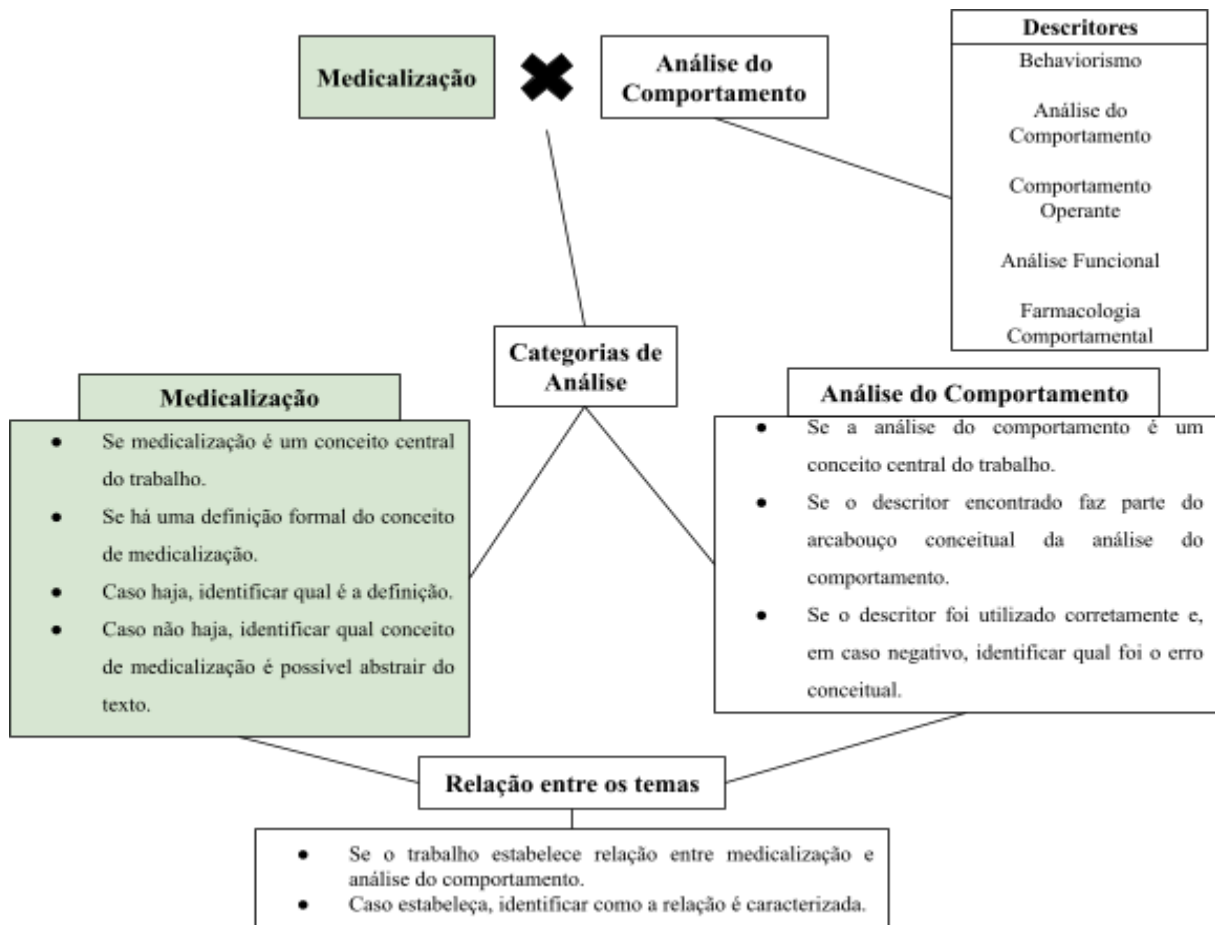 Medicalização
Análise do
Comportamento
Descritores
Behaviorismo
Análise do
Comportamento
Comportamento
Operante
Análise Funcional
Farmacologia
Comportamental
Categorias de
Análise
Medicalização
● Se medicalização é um conceito central
do trabalho.
● Se há uma definição formal do conceito
de medicalização.
● Caso haja, identificar qual é a definição.
● Caso não haja, identificar qual conceito
de medicalização é possível abstrair do
texto.
Análise do Comportamento
● Se a análise do comportamento é um
conceito central do trabalho.
● Se o descritor encontrado faz parte do
arcabouço conceitual da análise do
comportamento.
● Se o descritor foi utilizado corretamente e,
em caso negativo, identificar qual foi o erro
conceitual.
Relação entre os temas
● Se o trabalho estabelece relação entre medicalização e
análise do comportamento.
● Caso estabeleça, identificar como a relação é caracterizada.